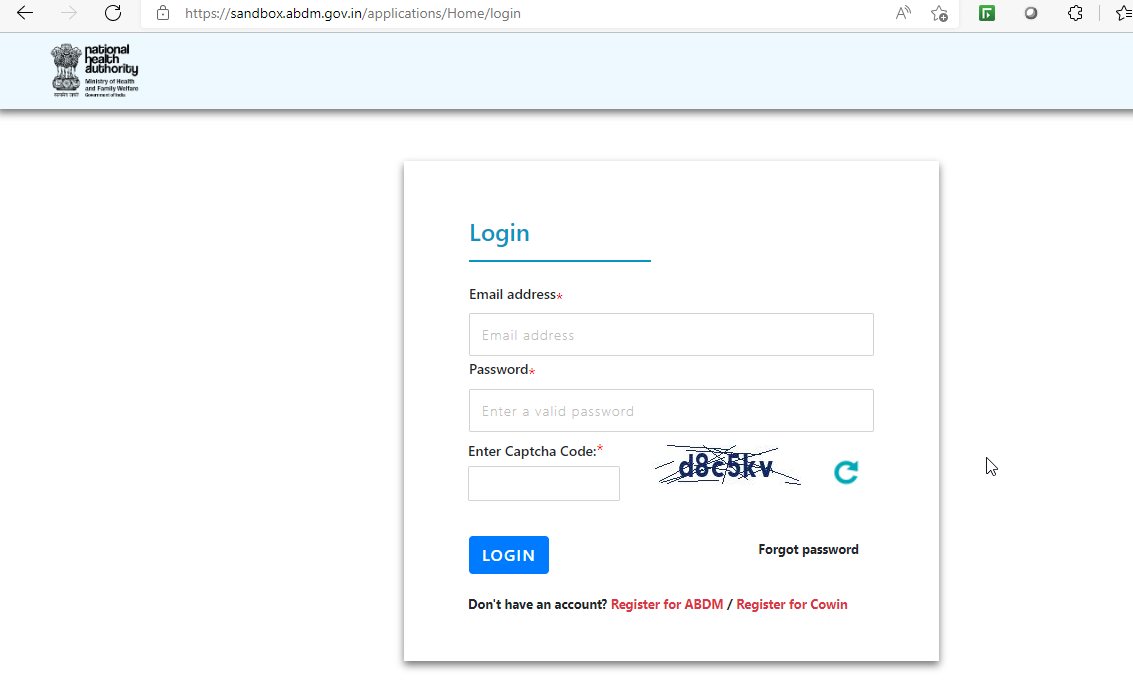 https://sandbox.abdm.gov.in/applications/Home/login
national
health
authority
Ministry of Health
and Family Welfare
Government of India
सत्यमेव जयते
Login
Email address*
Email address
Password*
Enter a valid password
Enter Captcha Code:*
d8c5kv
LOGIN
Forgot password
Don't have an account? Register for ABDM / Register for Cowin